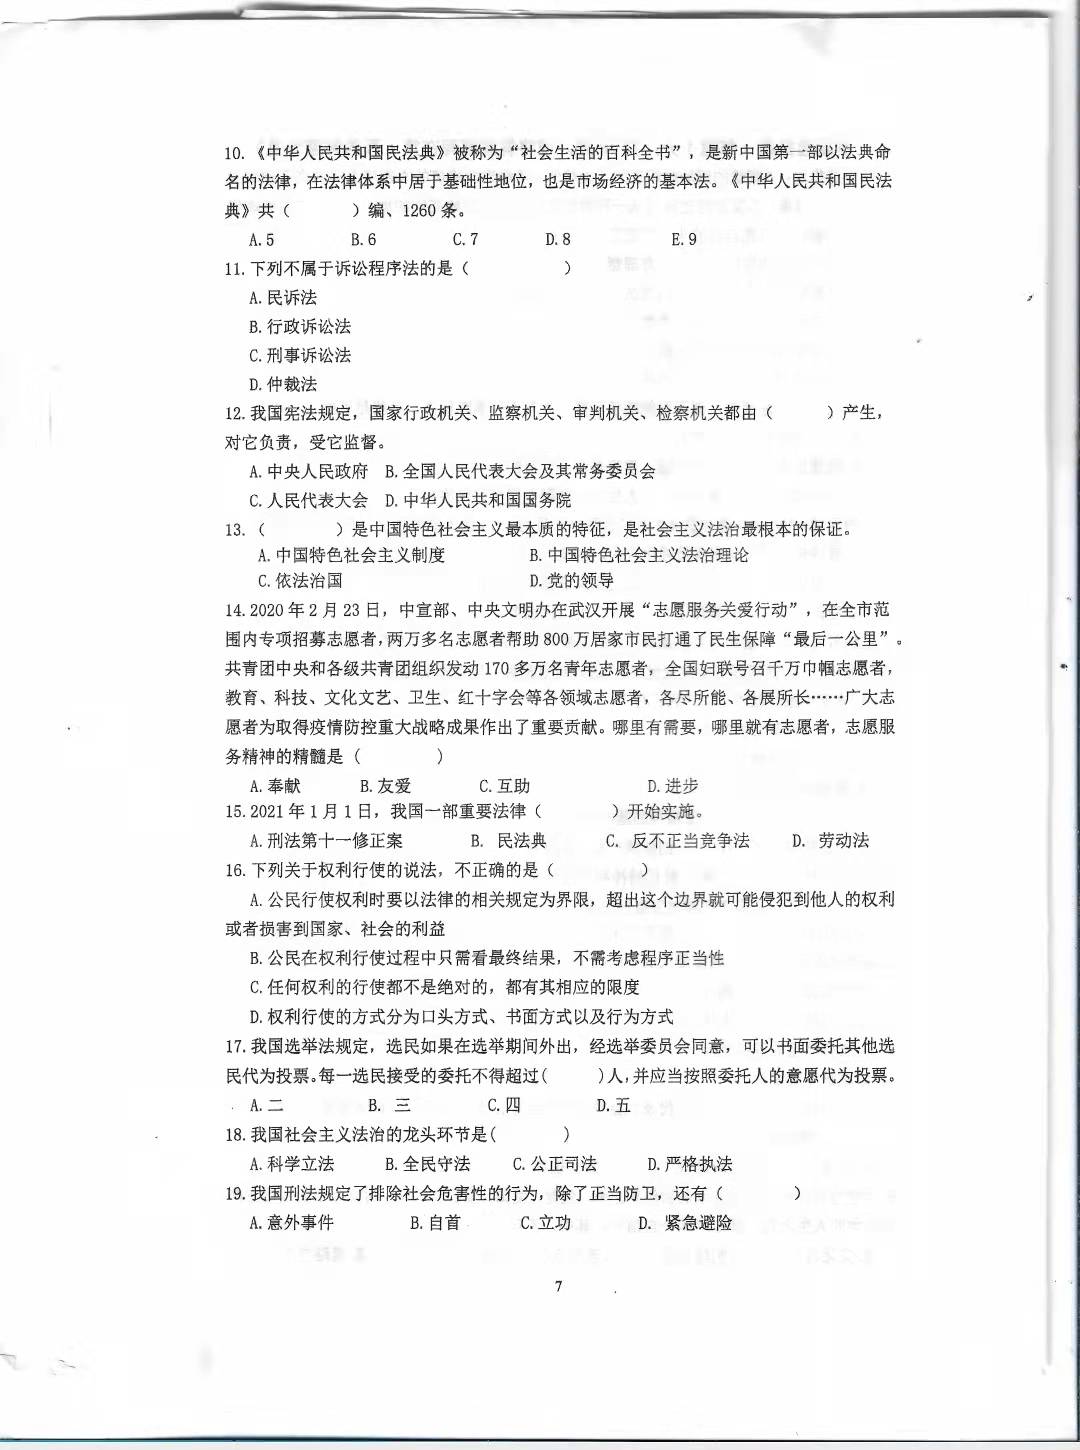 10.《中华人民共和国民法典》被称为“社会生活的百科全书”，是新中国第一部以法典命
名的法律，在法律体系中居于基础性地位，也是市场经济的基本法。《中华人民共和国民法
典》共（　　）编、1260 条。
A.5　B.6　C.7　D.8　E.9
11.下列不属于诉讼程序法的是（　　）
A.民诉法
B.行政诉讼法
C.刑事诉讼法
D.仲裁法
12.我国宪法规定，国家行政机关、监察机关、审判机关、检察机关都由（　　）产生，
对它负责，受它监督。
A.中央人民政府　B.全国人民代表大会及其常务委员会
C.人民代表大会　D.中华人民共和国国务院
13.（　　）是中国特色社会主义最本质的特征，是社会主义法治最根本的保证。
A.中国特色社会主义制度　B.中国特色社会主义法治理论
C.依法治国　D.党的领导
14.2020 年 2 月 23 日，中宣部、中央文明办在武汉开展“志愿服务关爱行动”，在全市范
围内专项招募志愿者,两万多名志愿者帮助 800 万居家市民打通了民生保障“最后一公里”。
共青团中央和各级共青团组织发动 170 多万名青年志愿者，全国妇联号召千万巾帼志愿者，
教育、科技、文化文艺、卫生、红十字会等各领域志愿者，各尽所能、各展所长……广大志
愿者为取得疫情防控重大战略成果作出了重要贡献。哪里有需要，哪里就有志愿者，志愿服
务精神的精髓是（　　）
A.奉献　B.友爱　C.互助　D.进步
15.2021 年 1 月 1 日，我国一部重要法律（　　）开始实施。
A.刑法第十一修正案　B. 民法典　C. 反不正当竞争法　D. 劳动法
16.下列关于权利行使的说法，不正确的是（　　）
A.公民行使权利时要以法律的相关规定为界限，超出这个边界就可能侵犯到他人的权利
或者损害到国家、社会的利益
B.公民在权利行使过程中只需看最终结果，不需考虑程序正当性
C.任何权利的行使都不是绝对的，都有其相应的限度
D.权利行使的方式分为口头方式、书面方式以及行为方式
17.我国选举法规定，选民如果在选举期间外出，经选举委员会同意，可以书面委托其他选
民代为投票。每一选民接受的委托不得超过(　　)人,并应当按照委托人的意愿代为投票。
A.二　B. 三　C.四　D.五
18.我国社会主义法治的龙头环节是(　　)
A.科学立法　B.全民守法　C.公正司法　D.严格执法
19.我国刑法规定了排除社会危害性的行为，除了正当防卫，还有（　　）
A.意外事件　B.自首　C.立功　D. 紧急避险
7